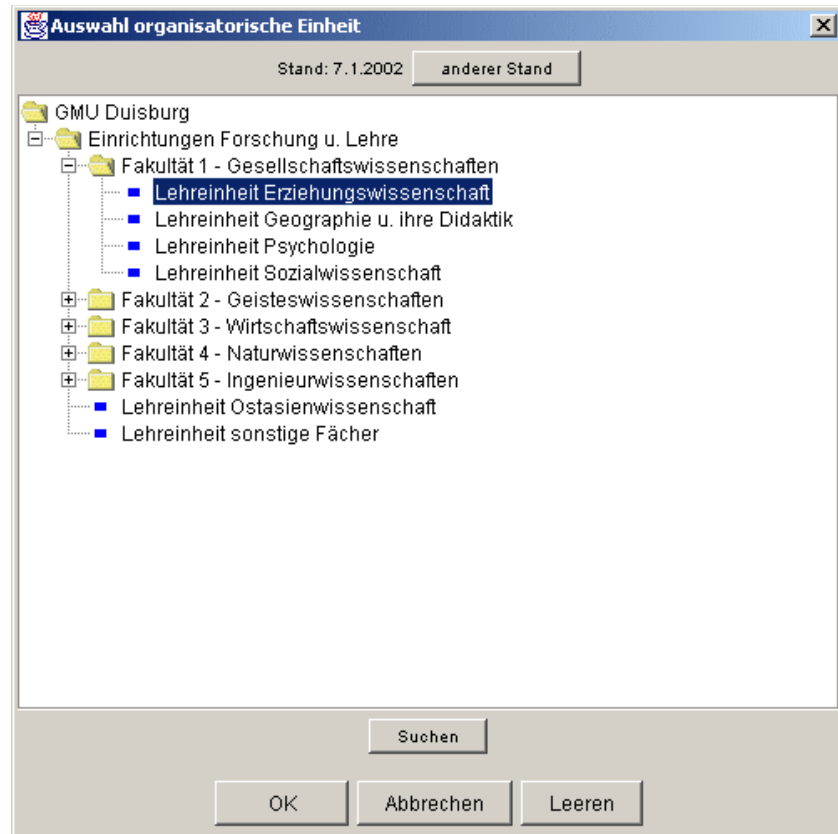 Auswahl organisatorische Einheit
Stand: 7.1.2002 anderer Stand
GMU Duisburg
Einrichtungen Forschung u. Lehre
Fakultät 1 - Gesellschaftswissenschaften
Lehreinheit Erziehungswissenschaft
Lehreinheit Geographie u. ihre Didaktik
Lehreinheit Psychologie
Lehreinheit Sozialwissenschaft
Fakultät 2 - Geisteswissenschaften
Fakultät 3 - Wirtschaftswissenschaft
Fakultät 4 - Naturwissenschaften
Fakultät 5 - Ingenieurwissenschaften
Lehreinheit Ostasienwissenschaft
Lehreinheit sonstige Fächer
Suchen
OK Abbrechen Leeren